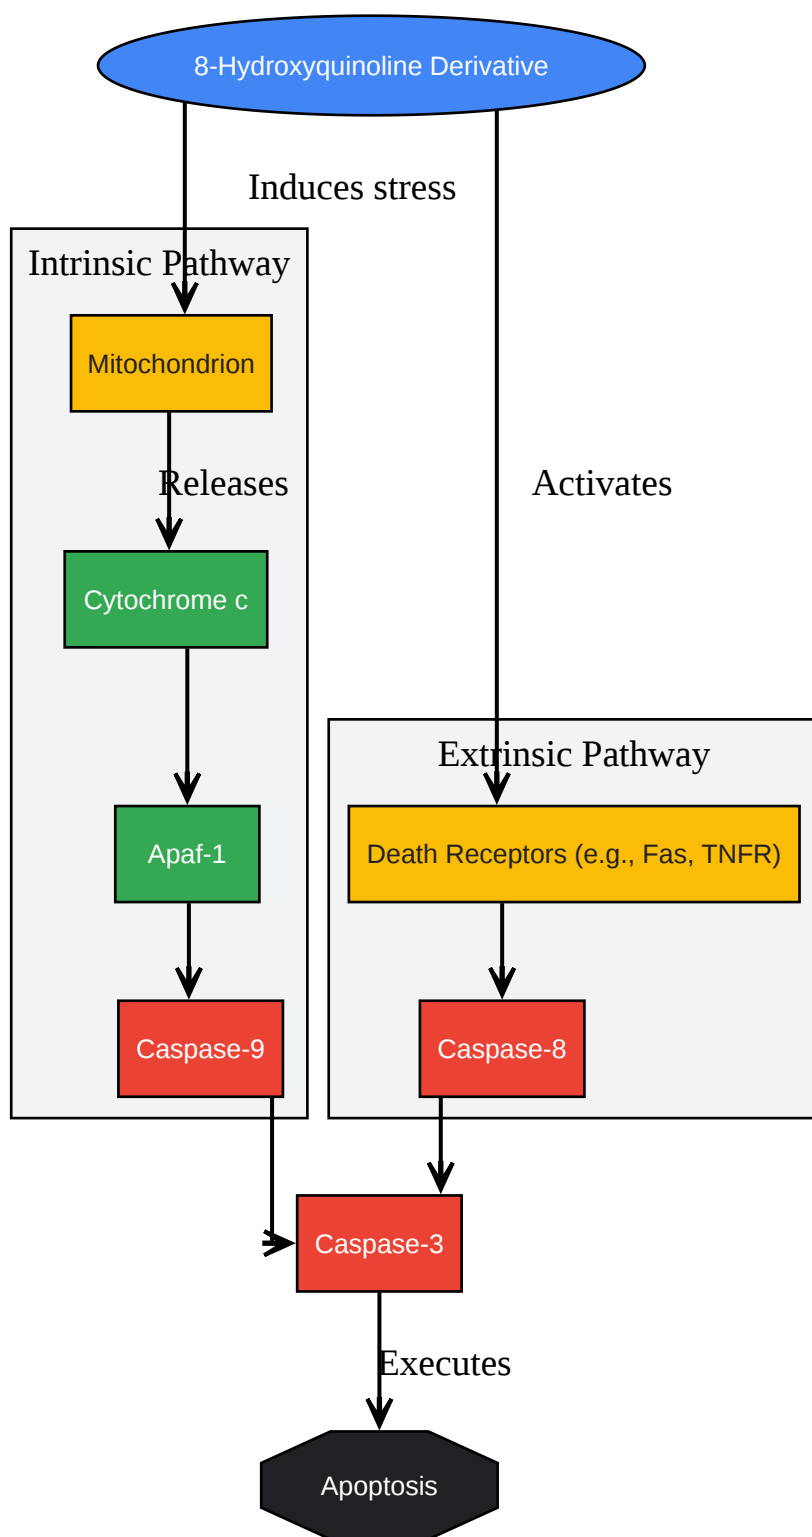 8-Hydroxyquinoline Derivative
Induces stress
Intrinsic Pathway
Mitochondrion
Releases
Activates
Cytochrome c
Extrinsic Pathway
Apaf-1
Death Receptors (e.g., Fas, TNFR)
Caspase-9
Caspase-8
Caspase-3
Executes
Apoptosis